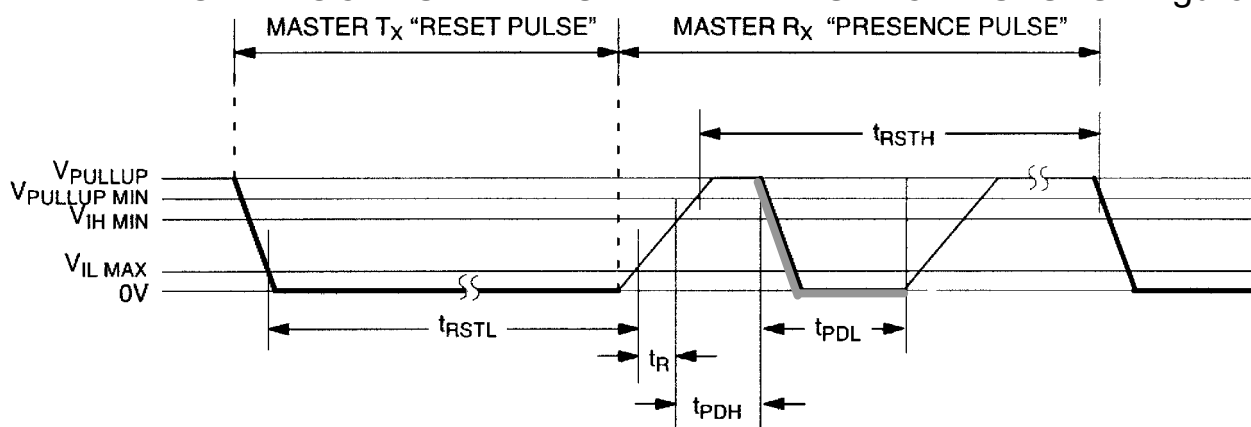 MASTER TX "RESET PULSE" MASTER RX "PRESENCE PULSE"
tRSTH
VPULLUP
VPULLUP MIN
VIH MIN
VIL MAX
0V
tRSTL
tPDL
tR
tPDH